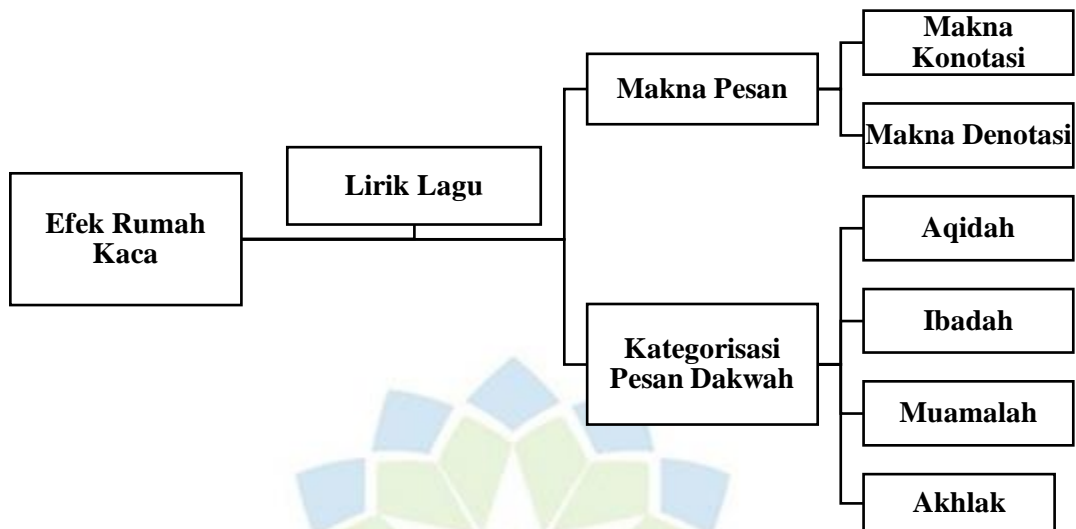 Efek Rumah
Kaca
Lirik Lagu
Makna Pesan
Makna
Konotasi
Makna Denotasi
Kategorisasi
Pesan Dakwah
Aqidah
Ibadah
Muamalah
Akhlak